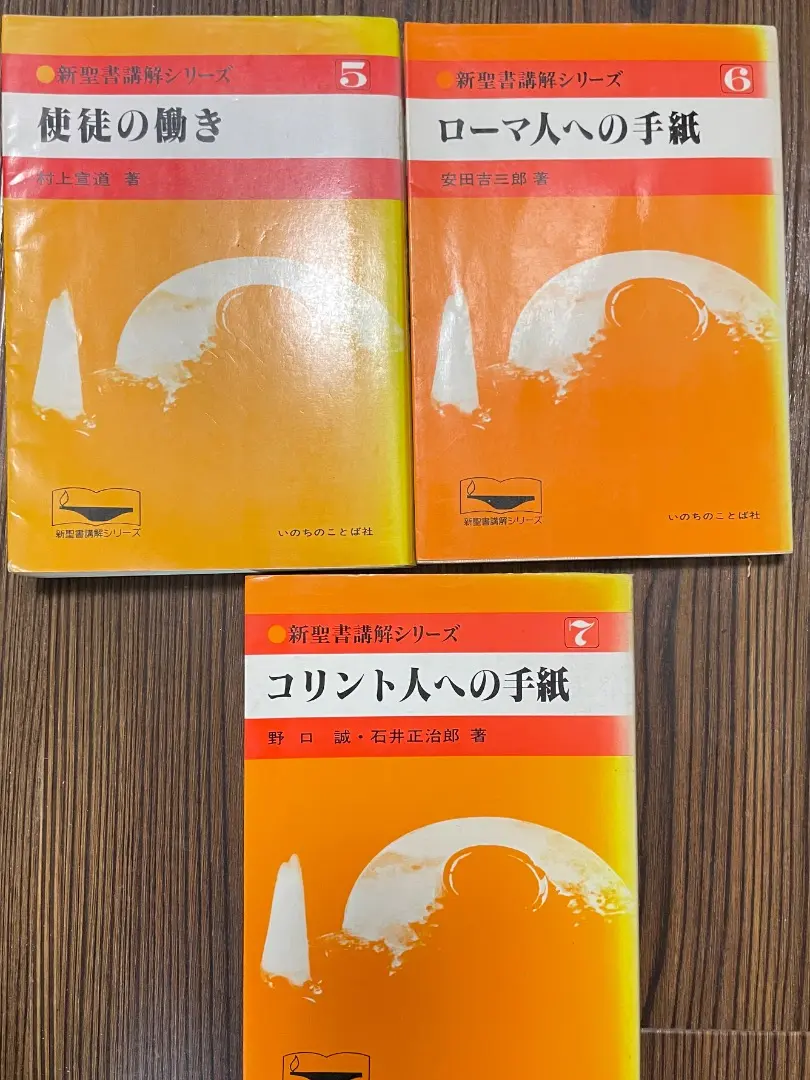 ●新聖書講解シリーズ 5
使徒の働き
村上宣道 著
新聖書講解シリーズ
いのちのことば社
●新聖書講解シリーズ 6
ローマ人への手紙
安田吉三郎 著
新聖書講解シリーズ
いのちのことば社
●新聖書講解シリーズ 7
コリント人への手紙
野口 誠・石井正治郎 著